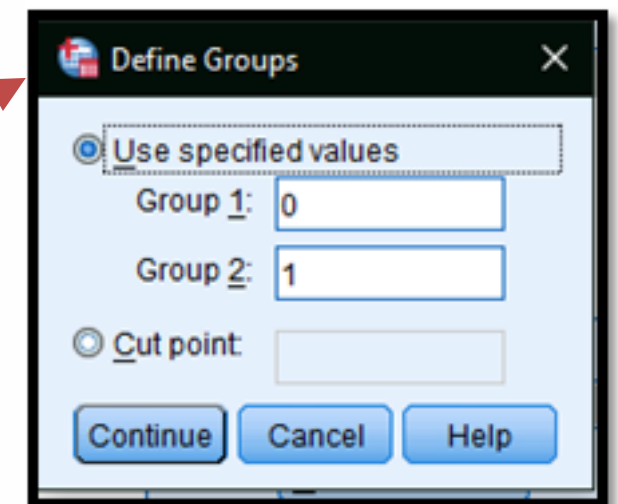 Define Groups
Use specified values
Group 1: 0
Group 2: 1
Cut point:
Continue Cancel Help